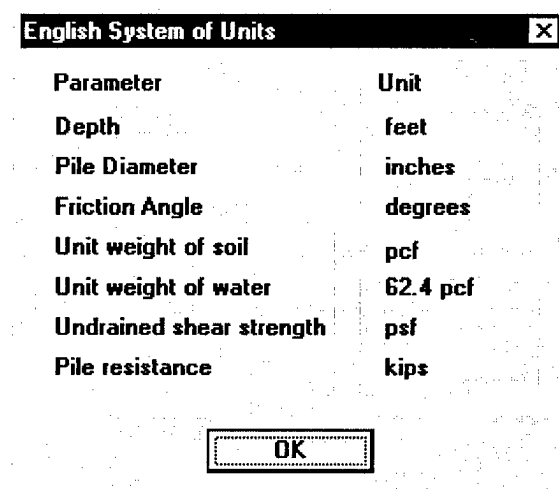 English System of Units
Parameter Unit
Depth feet
Pile Diameter inches
Friction Angle degrees
Unit weight of soil pcf
Unit weight of water 62.4 pcf
Undrained shear strength psf
Pile resistance kips
OK